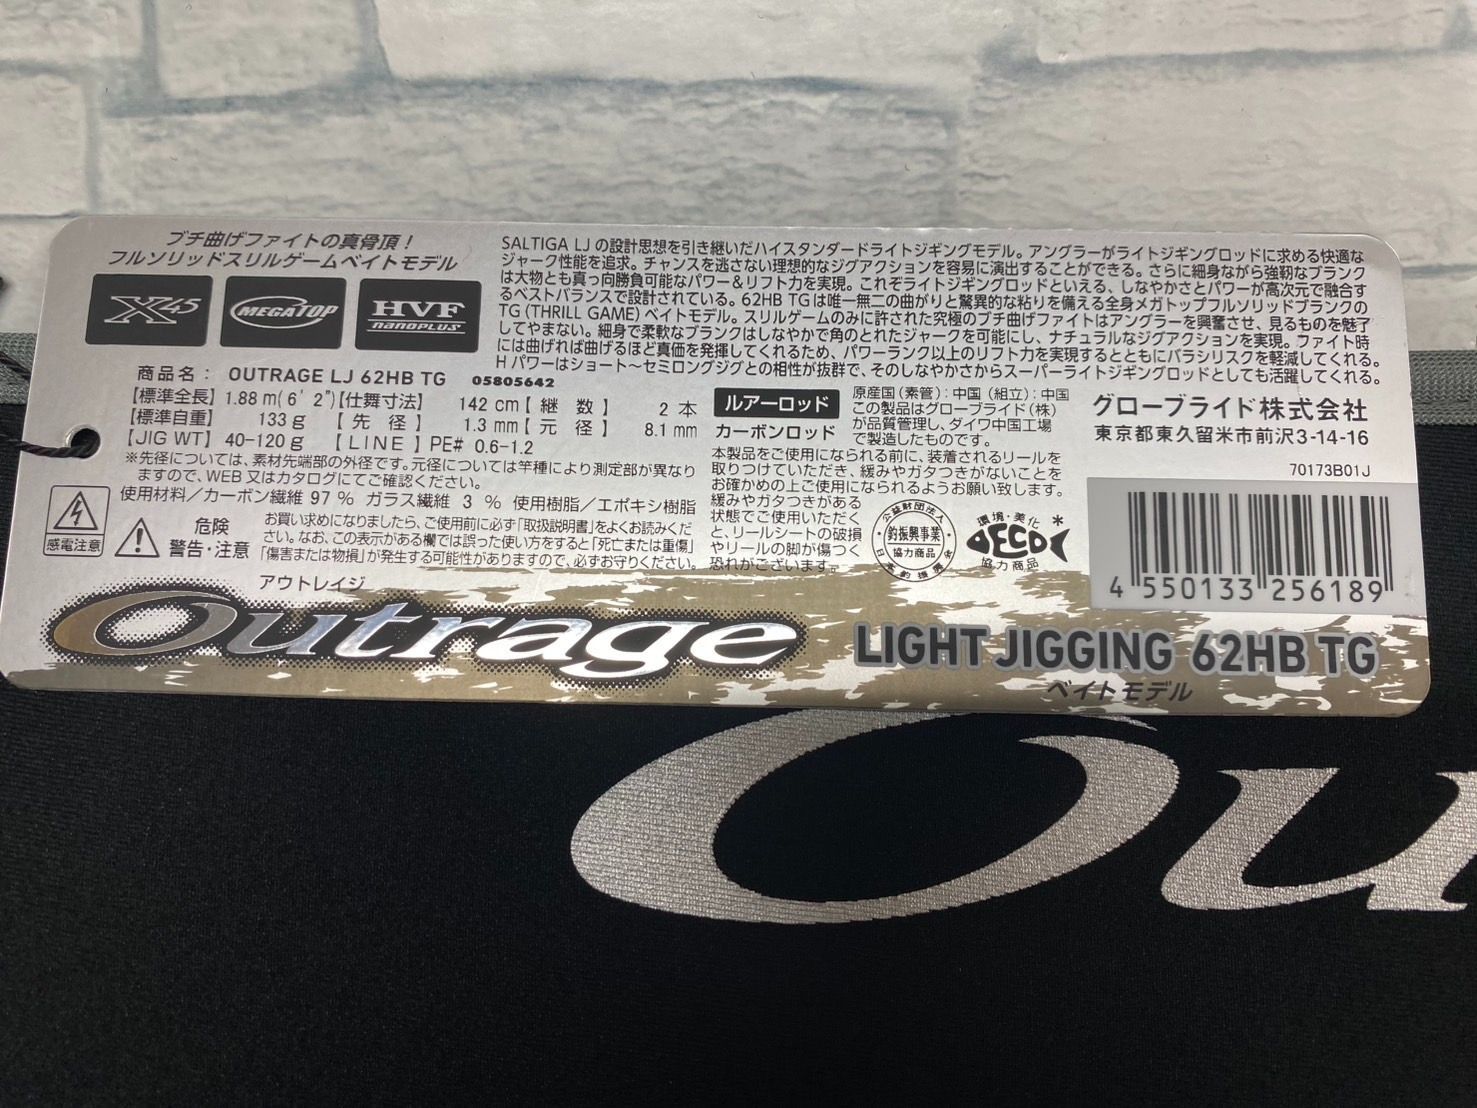 ブチ曲げファイトの真骨頂！
フルソリッドスリルゲームベイトモデル
X45
MEGATOP
HVF
nanoplus
SALTIGA LJ の設計思想を引き継いだハイスタンダードライトジギングモデル。アングラーがライトジギングロッドに求める快適な
ジャーク性能を追求。チャンスを逃さない理想的なジグアクションを容易に演出することができる。さらに細身ながら強靭なブランク
は大物とも真っ向勝負可能なパワー＆リフト力を実現。これぞライトジギングロッドといえる、しなやかさとパワーが高次元で融合す
るベストバランスで設計されている。62HB TGは唯一無二の曲がりと驚異的な粘りを備える全身メガトップフルソリッドブランクの
TG (THRILL GAME) ベイトモデル。スリルゲームのみに許された究極のブチ曲げファイトはアングラーを興奮させ、見るものを魅了
してやまない。細身で柔軟なブランクはしなやかで角のとれたジャークを可能にし、ナチュラルなジグアクションを実現。ファイト時
には曲げれば曲げるほど真価を発揮してくれるため、パワーランク以上のリフト力を実現するとともにバラシリスクを軽減してくれる。
H パワーはショート～セミロングジグとの相性が抜群で、そのしなやかさからスーパーライトジギングロッドとしても活躍してくれる。
商品名： OUTRAGE LJ 62HB TG 05805642
【標準全長】1.88 m(6' 2")【仕舞寸法】 142 cm【継 数】 2 本
【標準自重】 133 g 【先 径】 1.3 mm【元 径】 8.1 mm
【JIG WT】 40-120 g 【LINE】 PE# 0.6-1.2
※先径については、素材先端部の外径です。元径については竿種により測定部が異なり
ますので、WEB 又はカタログにてご確認ください。
使用材料／カーボン繊維 97 % ガラス繊維 3 % 使用樹脂／エポキシ樹脂
感電注意
危険
警告・注意
お買い求めになりましたら、ご使用前に必ず「取扱説明書」をよくお読みくだ
さい。なお、この表示がある欄では誤った使い方をすると「死亡または重傷」
「傷害または物損」が発生する可能性がありますので、必ずお守りください。
ルアーロッド
カーボンロッド
原産国（素管）：中国（組立）：中国
この製品はグローブライド（株）
が品質管理し、ダイワ中国工場
で製造したものです。
本製品をご使用になられる前に、装着されるリールを
取りつけていただき、緩みやガタつきがないことを
お確かめの上ご使用になられるようお願い致します。
緩みやガタつきがある
状態でご使用いただく
と、リールシートの破損
やリールの脚が傷つく
恐れがございます。
公益財団法人
釣振興事業
協力商品
環境・美化
DECO*
協力商品
グローブライド株式会社
東京都東久留米市前沢3-14-16
70173B01J
4 550133 256189
アウトレイジ
Outrage
LIGHT JIGGING 62HB TG
ベイトモデル
Ou